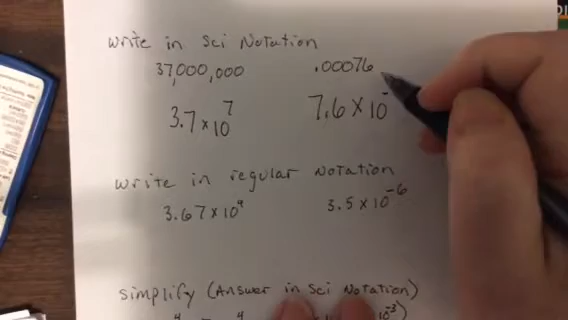 write in sci Notation
37,000,000 .00076
3.7 x 10^7 7.6 x 10^-
write in regular Notation
3.67 x 10^9 3.5 x 10^-6
simplify (Answer in sci Notation)